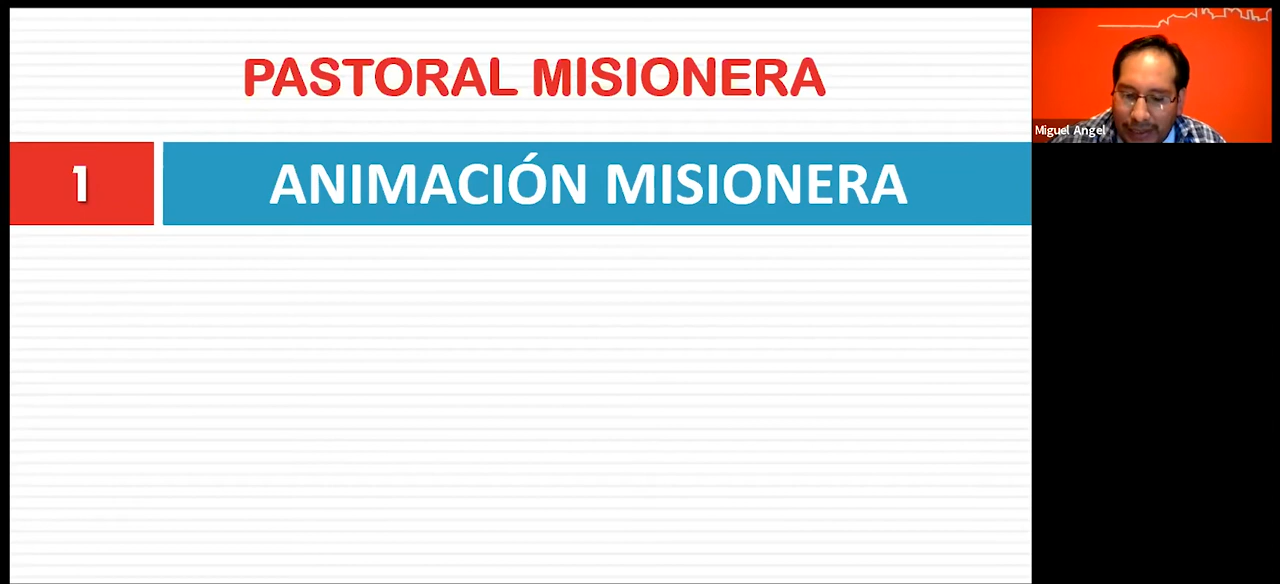 PASTORAL MISIONERA
1
ANIMACIÓN MISIONERA
Miguel Angel